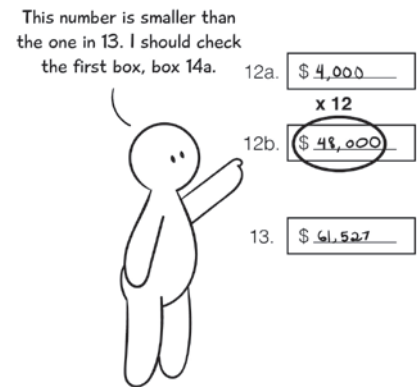 This number is smaller than
the one in 13. I should check
the first box, box 14a.
12a. $ 4,000
x 12
12b. $ 48,000
13. $ 61,527